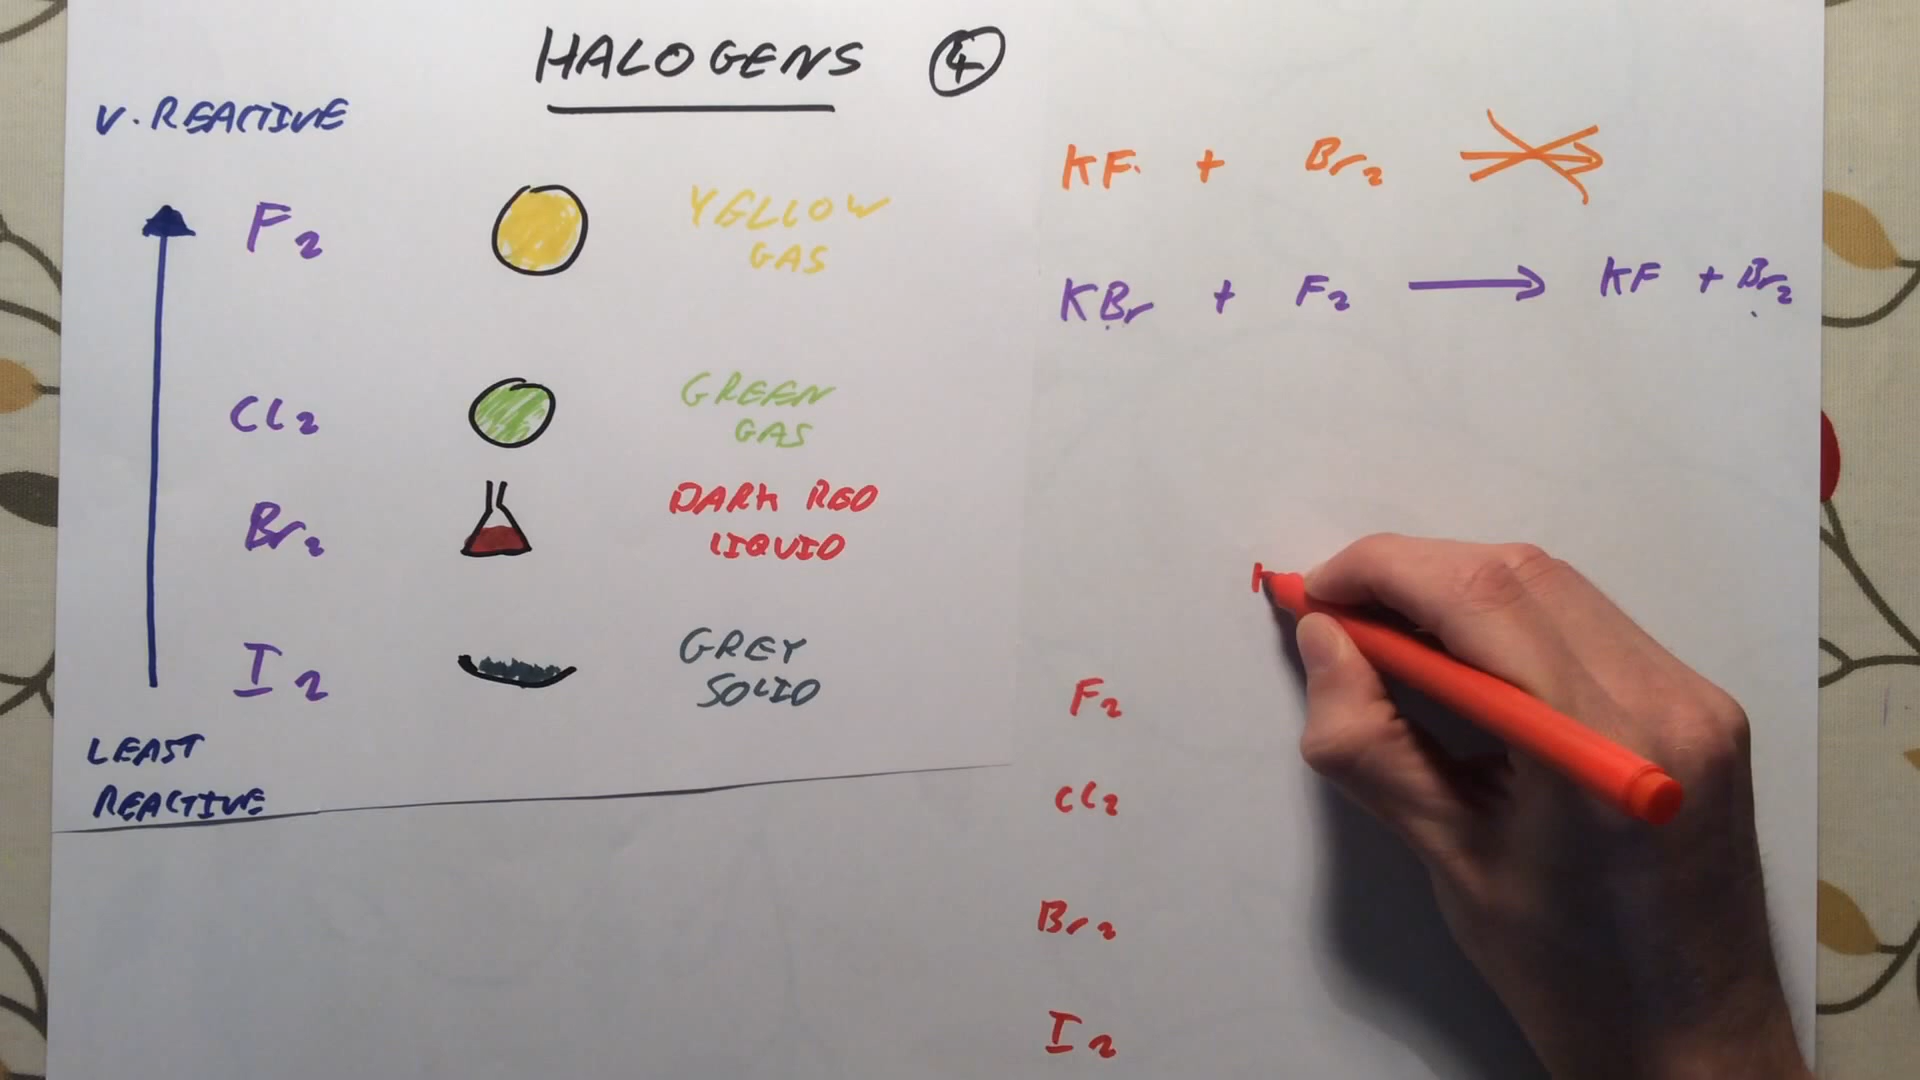 HALOGENS 4
V. REACTIVE
F2 YELLOW GAS
Cl2 GREEN GAS
Br2 DARK RED LIQUID
I2 GREY SOLID
LEAST REACTIVE
KF + Br2
KBr + F2 → KF + Br2
F2
Cl2
Br2
I2